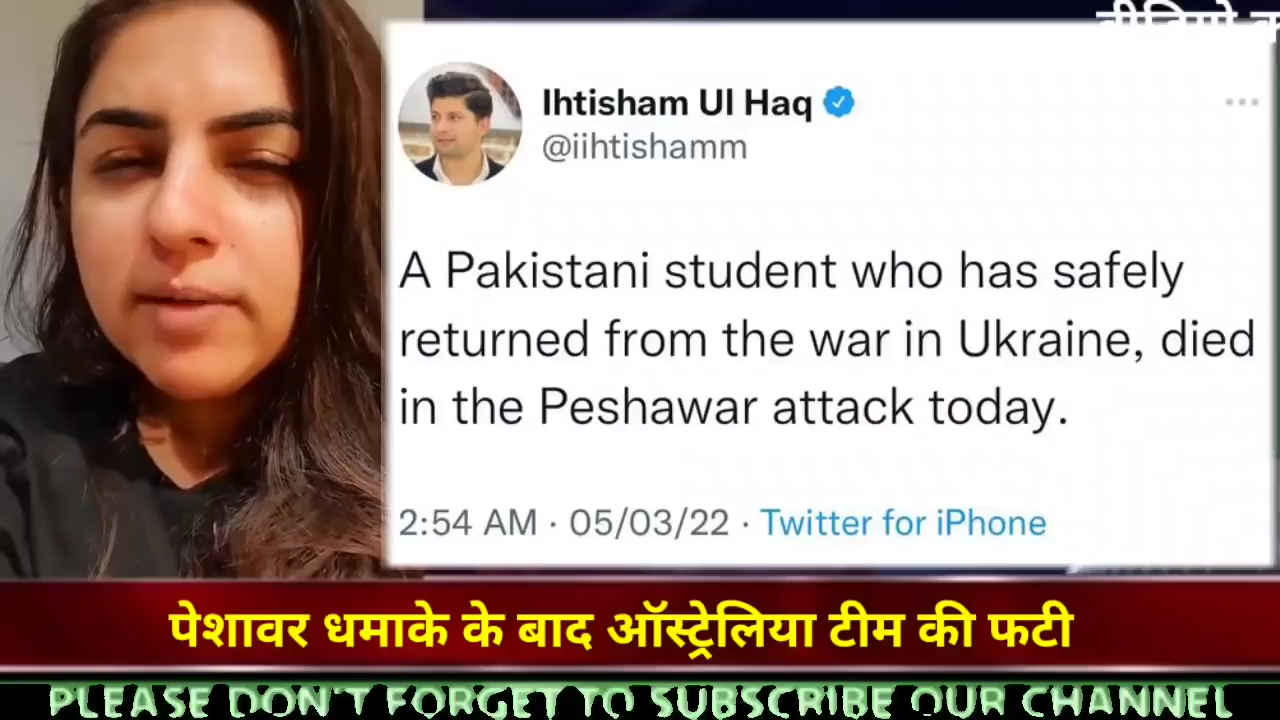 Ihtisham Ul Haq
@iihtishamm
A Pakistani student who has safely
returned from the war in Ukraine, died
in the Peshawar attack today.
2:54 AM · 05/03/22 · Twitter for iPhone
पेशावर धमाके के बाद ऑस्ट्रेलिया टीम की फटी
PLEASE DON'T FORGET TO SUBSCRIBE OUR CHANNEL